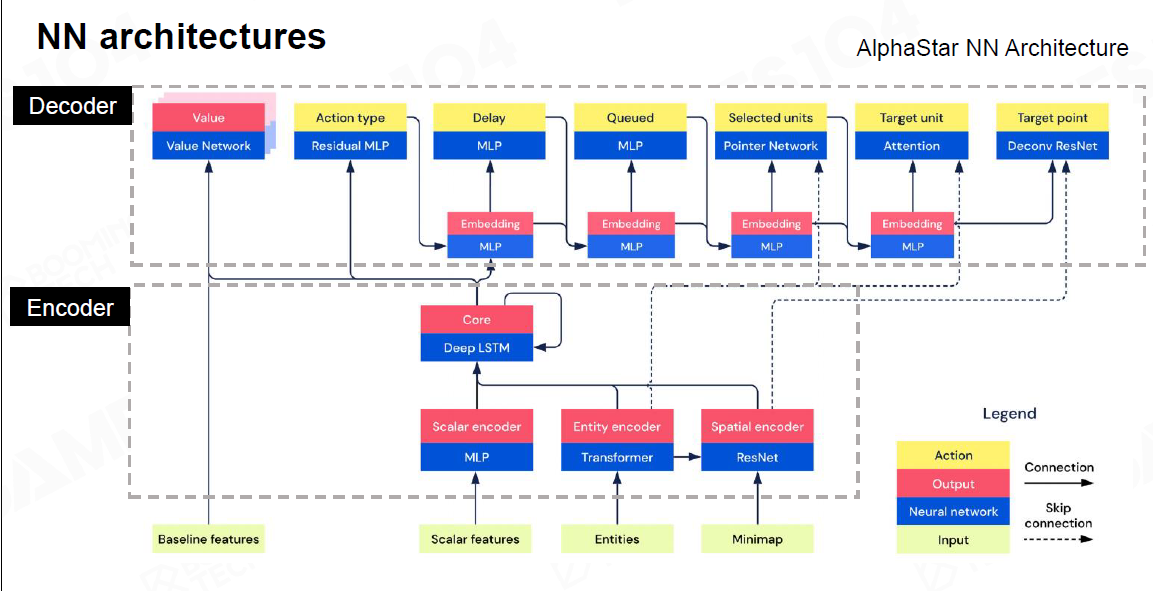 NN architectures
AlphaStar NN Architecture
Decoder
Value
Value Network
Action type
Residual MLP
Delay
MLP
Queued
MLP
Selected units
Pointer Network
Target unit
Attention
Target point
Deconv ResNet
Embedding
MLP
Embedding
MLP
Embedding
MLP
Embedding
MLP
Encoder
Core
Deep LSTM
Scalar encoder
MLP
Entity encoder
Transformer
Spatial encoder
ResNet
Baseline features
Scalar features
Entities
Minimap
Legend
Action
Output
Neural network
Input
Connection
Skip
connection